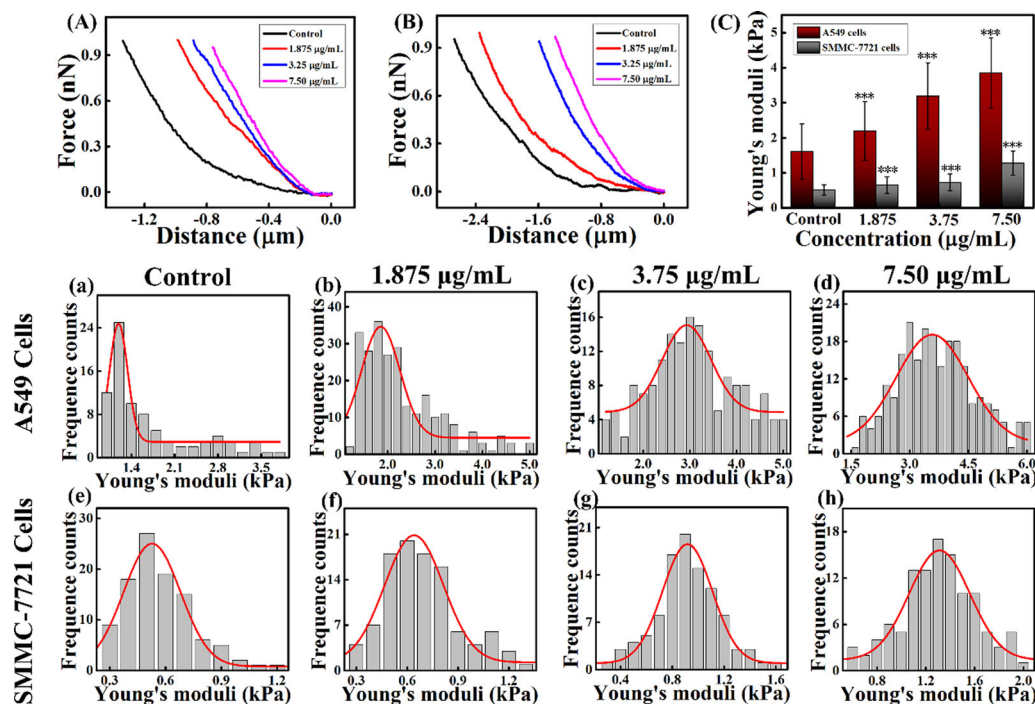 (A)
Control
1.875 μg/mL
3.25 μg/mL
7.50 μg/mL
Force (nN)
0.9
0.6
0.3
0.0
-1.2 -0.8 -0.4 0.0
Distance (μm)
(B)
Control
1.875 μg/mL
3.25 μg/mL
7.50 μg/mL
Force (nN)
0.9
0.6
0.3
0.0
-2.4 -1.6 -0.8 0.0
Distance (μm)
(C)
A549 cells
SMMC-7721 cells
Young's moduli (kPa)
5
4
3
2
1
0
*** *** ***
*** *** ***
Control 1.875 3.75 7.50
Concentration (μg/mL)
Control 1.875 μg/mL 3.75 μg/mL 7.50 μg/mL
A549 Cells
(a)
Frequence counts
24
16
8
0
1.4 2.1 2.8 3.5
Young's moduli (kPa)
(b)
Frequence counts
40
30
20
10
0
2.0 3.0 4.0 5.0
Young's moduli (kPa)
(c)
Frequence counts
16
12
8
4
0
2.0 3.0 4.0 5.0
Young's moduli (kPa)
(d)
Frequence counts
24
16
8
0
1.5 3.0 4.5 6.0
Young's moduli (kPa)
SMMC-7721 Cells
(e)
Frequence counts
30
20
10
0
0.3 0.6 0.9 1.2
Young's moduli (kPa)
(f)
Frequence counts
21
14
7
0
0.3 0.6 0.9 1.2
Young's moduli (kPa)
(g)
Frequence counts
21
14
7
0
0.4 0.8 1.2 1.6
Young's moduli (kPa)
(h)
Frequence counts
18
12
6
0
0.8 1.2 1.6 2.0
Young's moduli (kPa)